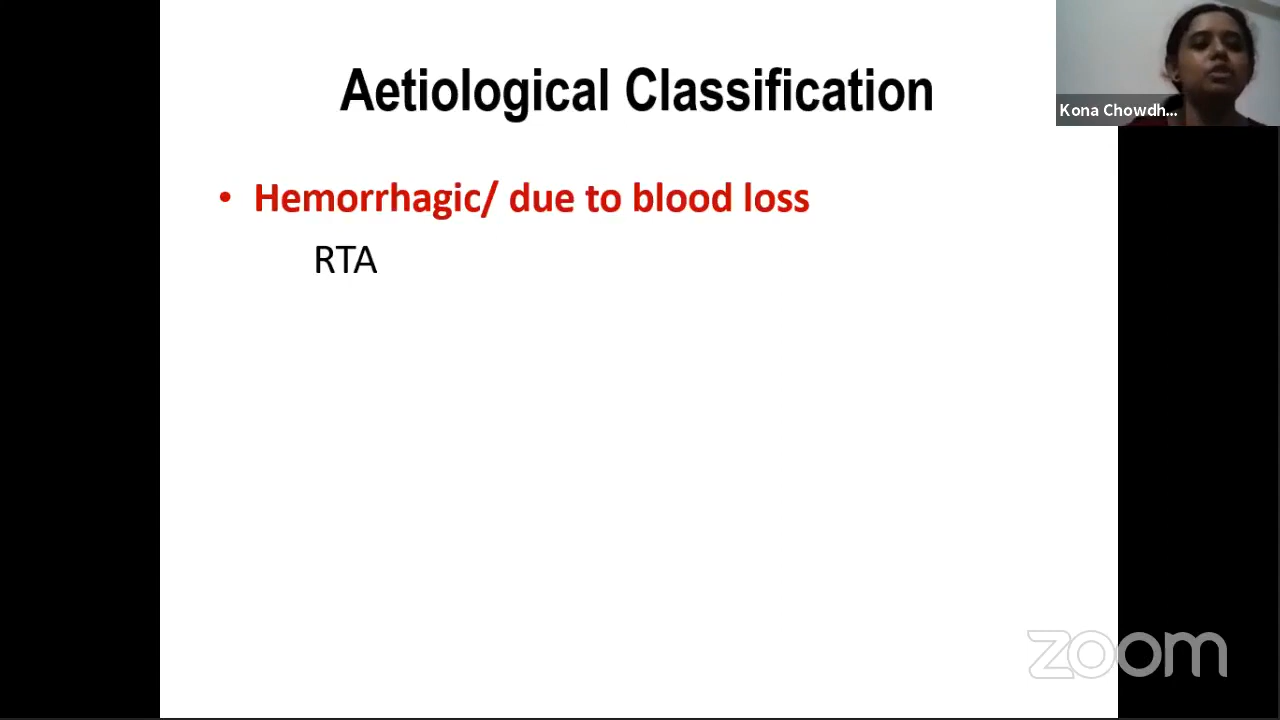 Aetiological Classification
Kona Chowdh...
• Hemorrhagic/ due to blood loss
RTA
zoom